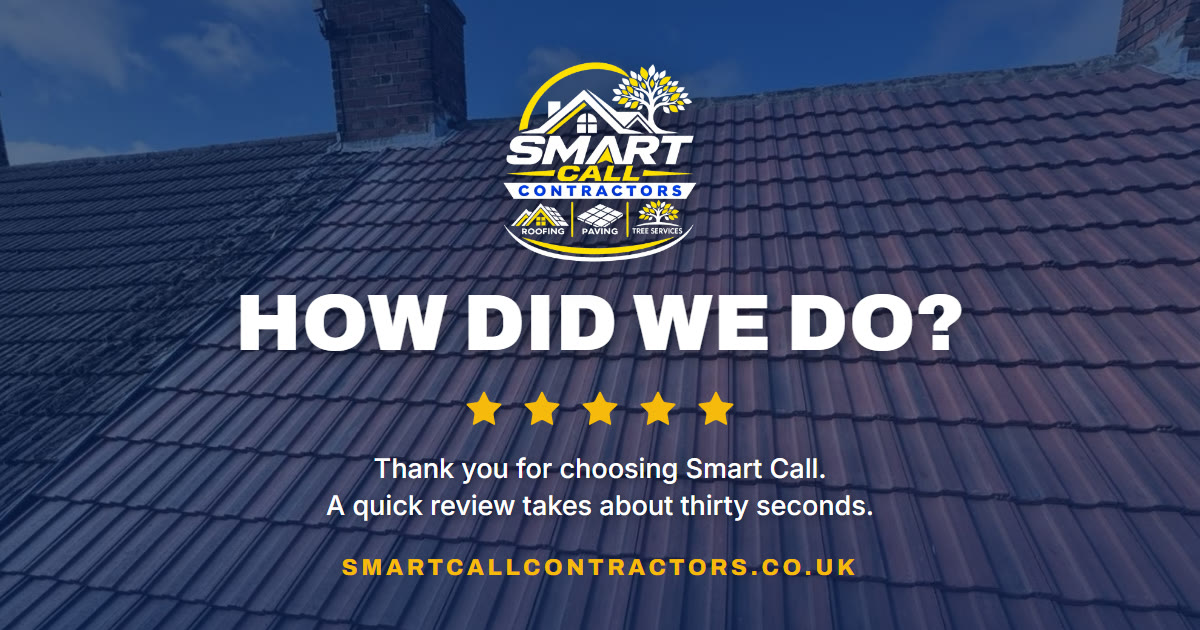 SMART
CALL
CONTRACTORS
ROOFING PAVING TREE SERVICES
HOW DID WE DO?
Thank you for choosing Smart Call.
A quick review takes about thirty seconds.
SMARTCALLCONTRACTORS.CO.UK